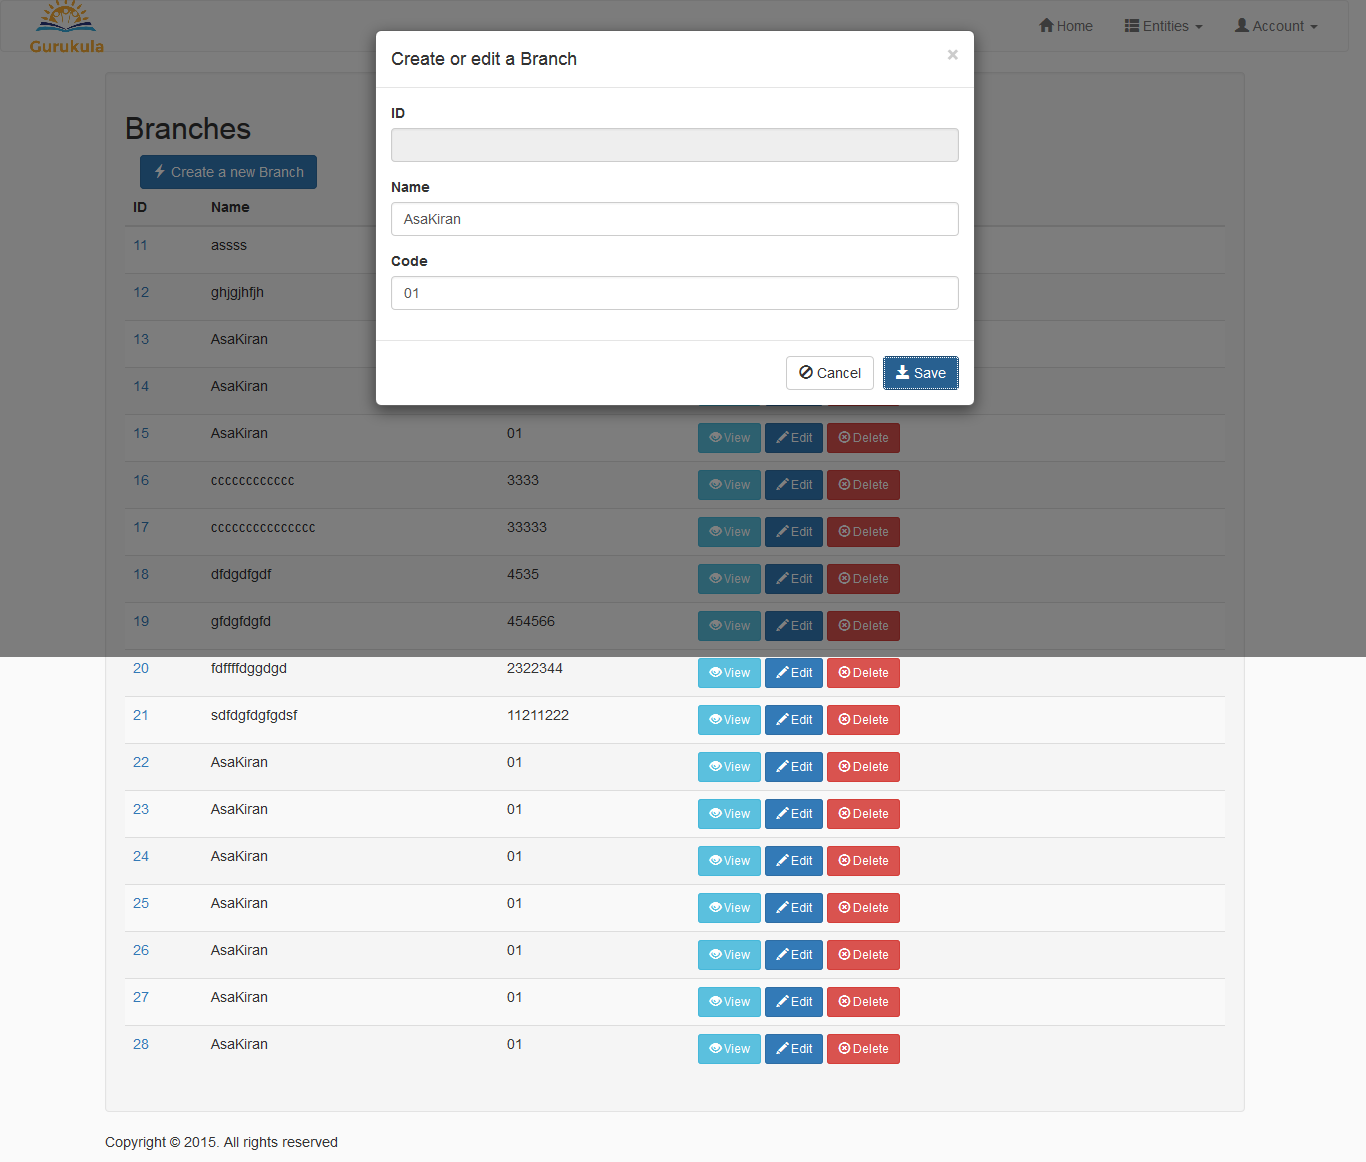 Gurukula
Home Entities Account
Create or edit a Branch ×
ID
Name
AsaKiran
Code
01
Cancel Save
Branches
Create a new Branch
ID Name
11 assss
12 ghjgjhfjh
13 AsaKiran
14 AsaKiran
15 AsaKiran 01 View Edit Delete
16 cccccccccccc 3333 View Edit Delete
17 ccccccccccccccc 33333 View Edit Delete
18 dfdgdfgdf 4535 View Edit Delete
19 gfdgfdgfd 454566 View Edit Delete
20 fdffffdggdgd 2322344 View Edit Delete
21 sdfdgfdgfgdsf 11211222 View Edit Delete
22 AsaKiran 01 View Edit Delete
23 AsaKiran 01 View Edit Delete
24 AsaKiran 01 View Edit Delete
25 AsaKiran 01 View Edit Delete
26 AsaKiran 01 View Edit Delete
27 AsaKiran 01 View Edit Delete
28 AsaKiran 01 View Edit Delete
Copyright © 2015. All rights reserved